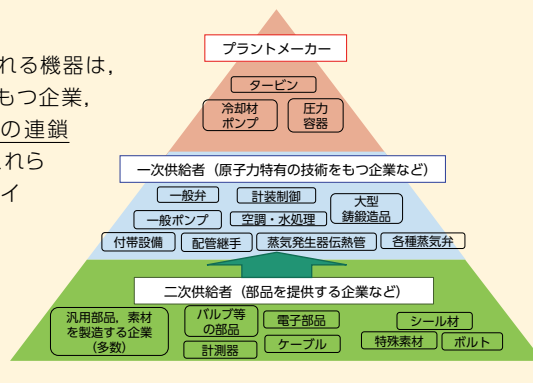 プラントメーカー
れる機器は,
もつ企業,
の連鎖
れら
イ
タービン
冷却材
ポンプ
圧力
容器
一次供給者（原子力特有の技術をもつ企業など）
一般弁
計装制御
大型
鋳鍛造品
一般ポンプ
空調・水処理
付帯設備
配管継手
蒸気発生器伝熱管
各種蒸気弁
二次供給者（部品を提供する企業など）
汎用部品，素材
を製造する企業
（多数）
バルブ等
の部品
電子部品
シール材
計測器
ケーブル
特殊素材
ボルト